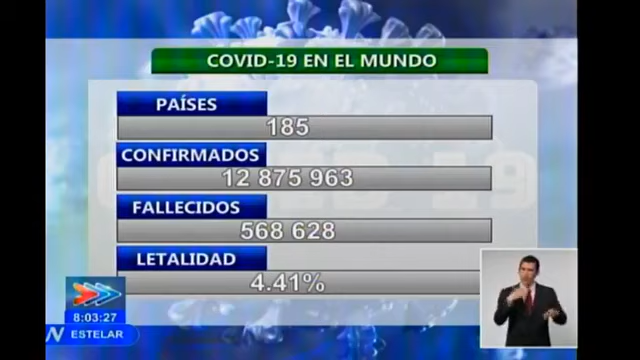 COVID-19 EN EL MUNDO
PAÍSES
185
CONFIRMADOS
12 875 963
FALLECIDOS
568 628
LETALIDAD
4.41%
8:03:27
ESTELAR